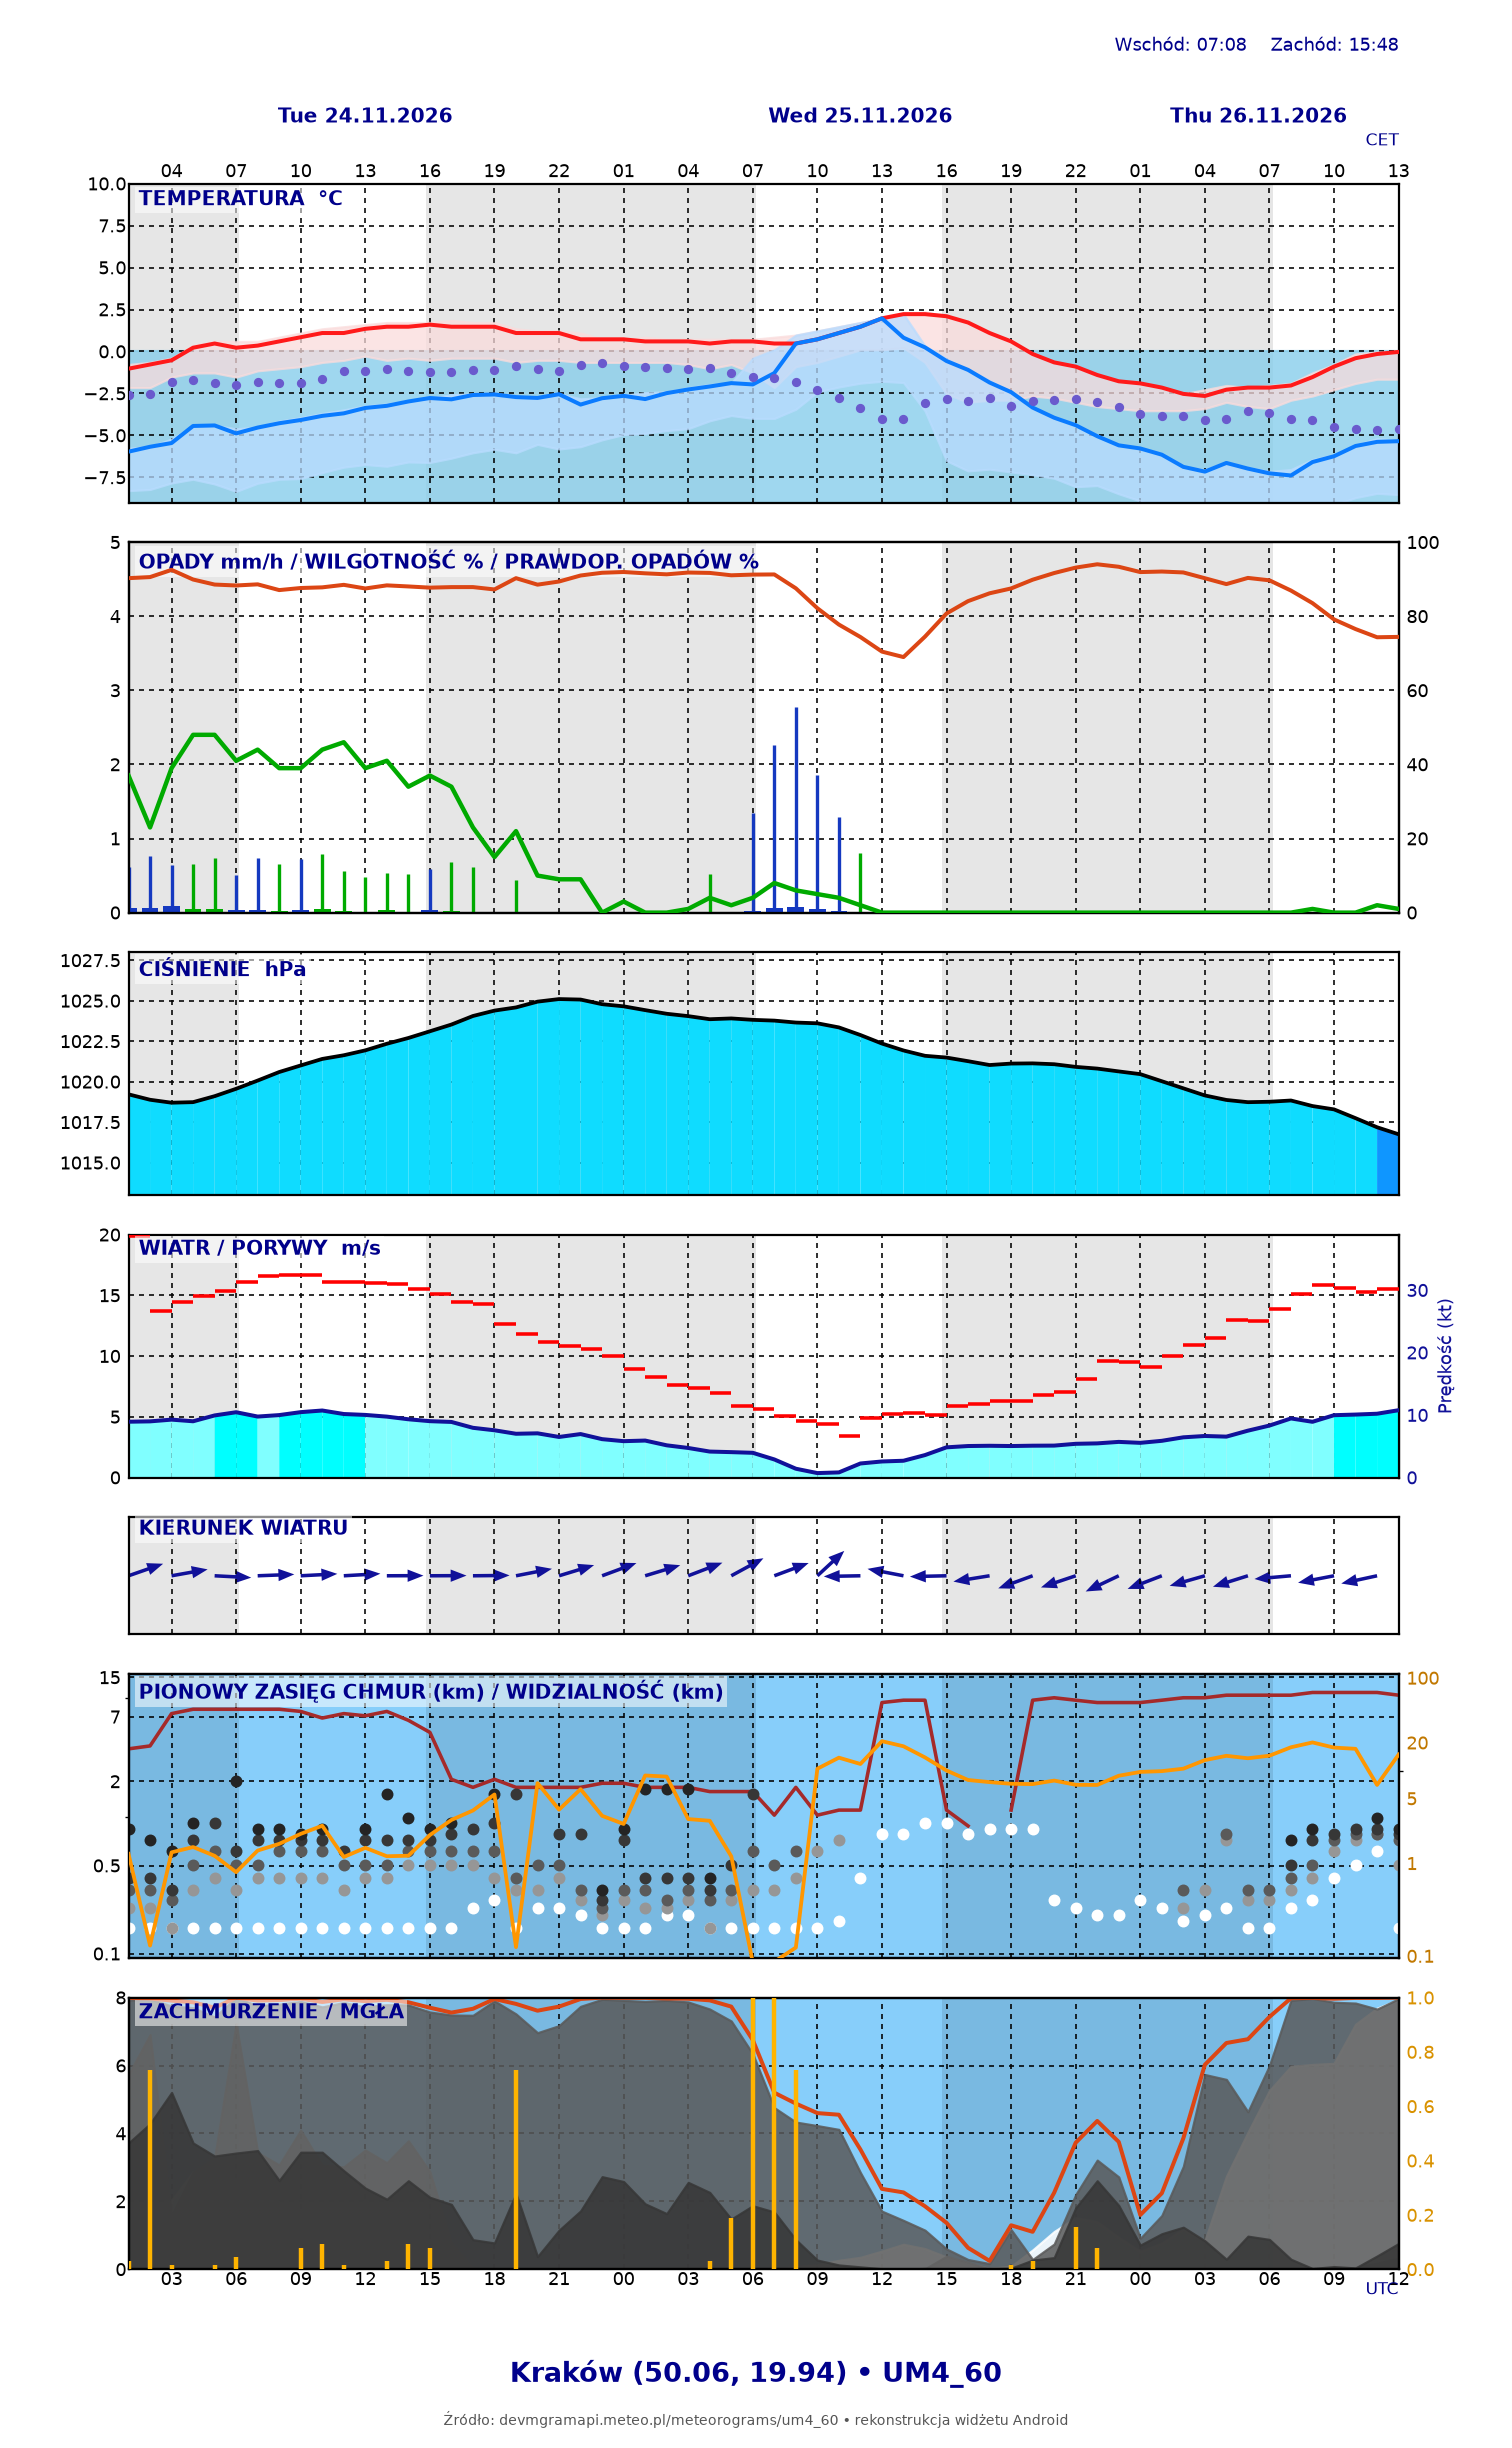 Wschód: 07:08 Zachód: 15:48
Tue 24.11.2026 Wed 25.11.2026 Thu 26.11.2026
CET
04 07 10 13 16 19 22 01 04 07 10 13 16 19 22 01 04 07 10 13
TEMPERATURA °C
10.0
7.5
5.0
2.5
0.0
−2.5
−5.0
−7.5
OPADY mm/h / WILGOTNOŚĆ % / PRAWDOP. OPADÓW %
5 100
4 80
3 60
2 40
1 20
0 0
CIŚNIENIE hPa
1027.5
1025.0
1022.5
1020.0
1017.5
1015.0
WIATR / PORYWY m/s
20
15 30
10 20
5 10
0 0
Prędkość (kt)
KIERUNEK WIATRU
PIONOWY ZASIĘG CHMUR (km) / WIDZIALNOŚĆ (km)
15 100
7 20
2 5
0.5 1
0.1 0.1
ZACHMURZENIE / MGŁA
8 1.0
6 0.8
0.6
4 0.4
2 0.2
0 0.0
03 06 09 12 15 18 21 00 03 06 09 12 15 18 21 00 03 06 09 12
UTC
Kraków (50.06, 19.94) • UM4_60
Źródło: devmgramapi.meteo.pl/meteorograms/um4_60 • rekonstrukcja widżetu Android